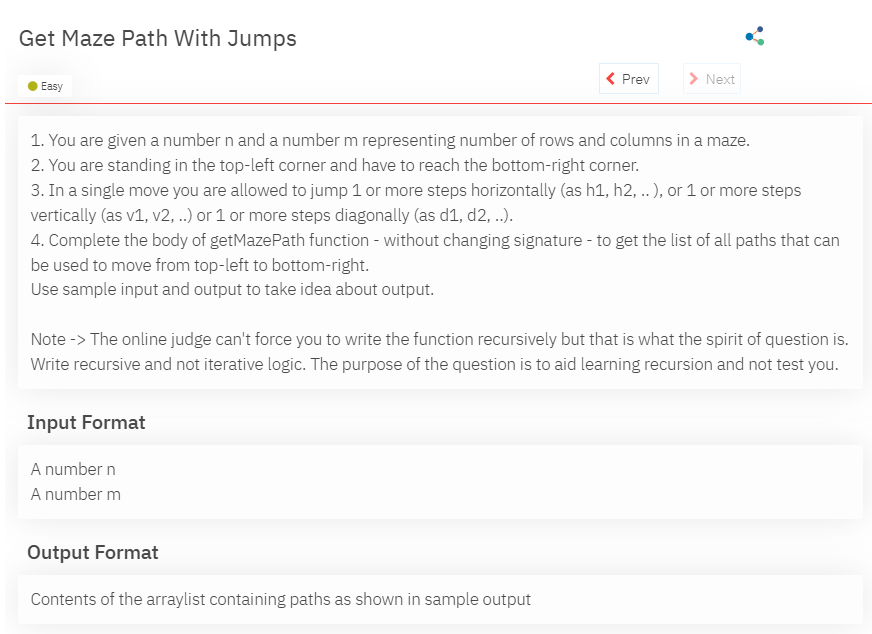 Get Maze Path With Jumps
Easy
Prev
Next
1. You are given a number n and a number m representing number of rows and columns in a maze.
2. You are standing in the top-left corner and have to reach the bottom-right corner.
3. In a single move you are allowed to jump 1 or more steps horizontally (as h1, h2, .. ), or 1 or more steps
vertically (as v1, v2, ..) or 1 or more steps diagonally (as d1, d2, ..).
4. Complete the body of getMazePath function - without changing signature - to get the list of all paths that can
be used to move from top-left to bottom-right.
Use sample input and output to take idea about output.
Note -> The online judge can't force you to write the function recursively but that is what the spirit of question is.
Write recursive and not iterative logic. The purpose of the question is to aid learning recursion and not test you.
Input Format
A number n
A number m
Output Format
Contents of the arraylist containing paths as shown in sample output